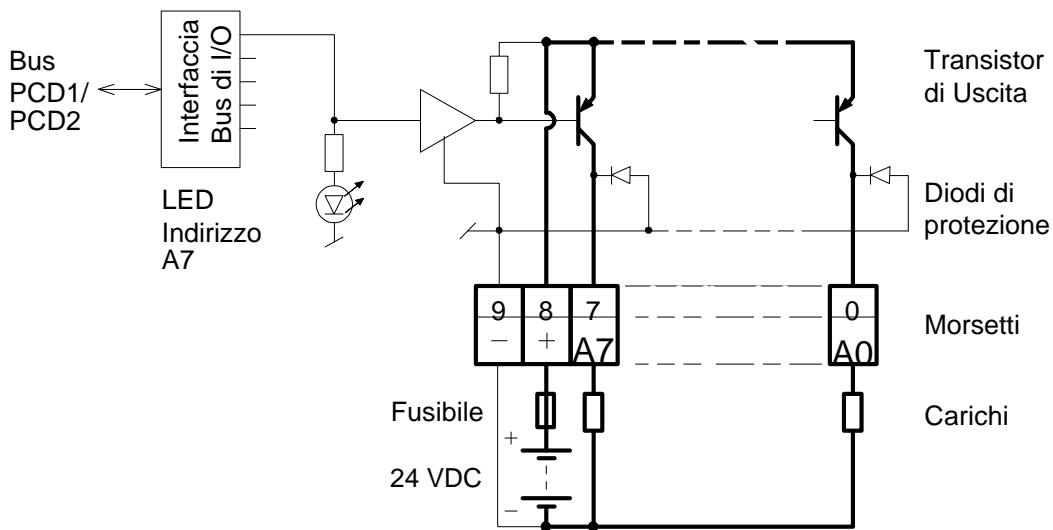 Bus
PCD1/
PCD2
Interfaccia
Bus di I/O
LED
Indirizzo
A7
Transistor
di Uscita
Diodi di
protezione
9 8 7 0
− + A7 A0
Morsetti
Fusibile
Carichi
+
24 VDC
−